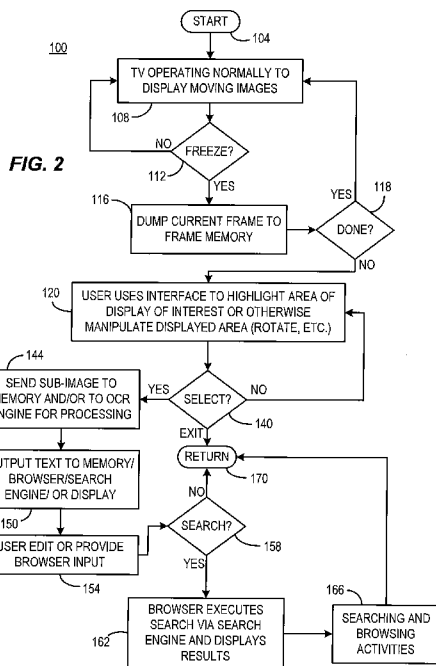 START
104
100
TV OPERATING NORMALLY TO
DISPLAY MOVING IMAGES
108
NO
FREEZE?
FIG. 2
112
YES
YES
118
116
DUMP CURRENT FRAME TO
FRAME MEMORY
DONE?
NO
120
USER USES INTERFACE TO HIGHLIGHT AREA OF
DISPLAY OF INTEREST OR OTHERWISE
MANIPULATE DISPLAYED AREA (ROTATE, ETC.)
144
SEND SUB-IMAGE TO
MEMORY AND/OR TO OCR
ENGINE FOR PROCESSING
YES
SELECT?
NO
140
EXIT
TEXT TO MEMORY/
BROWSER/SEARCH
ENGINE/ OR DISPLAY
150
RETURN
170
NO
SEARCH?
158
EDIT OR PROVIDE
BROWSER INPUT
154
YES
166
BROWSER EXECUTES
SEARCH VIA SEARCH
ENGINE AND DISPLAYS
RESULTS
162
SEARCHING AND
BROWSING
ACTIVITIES